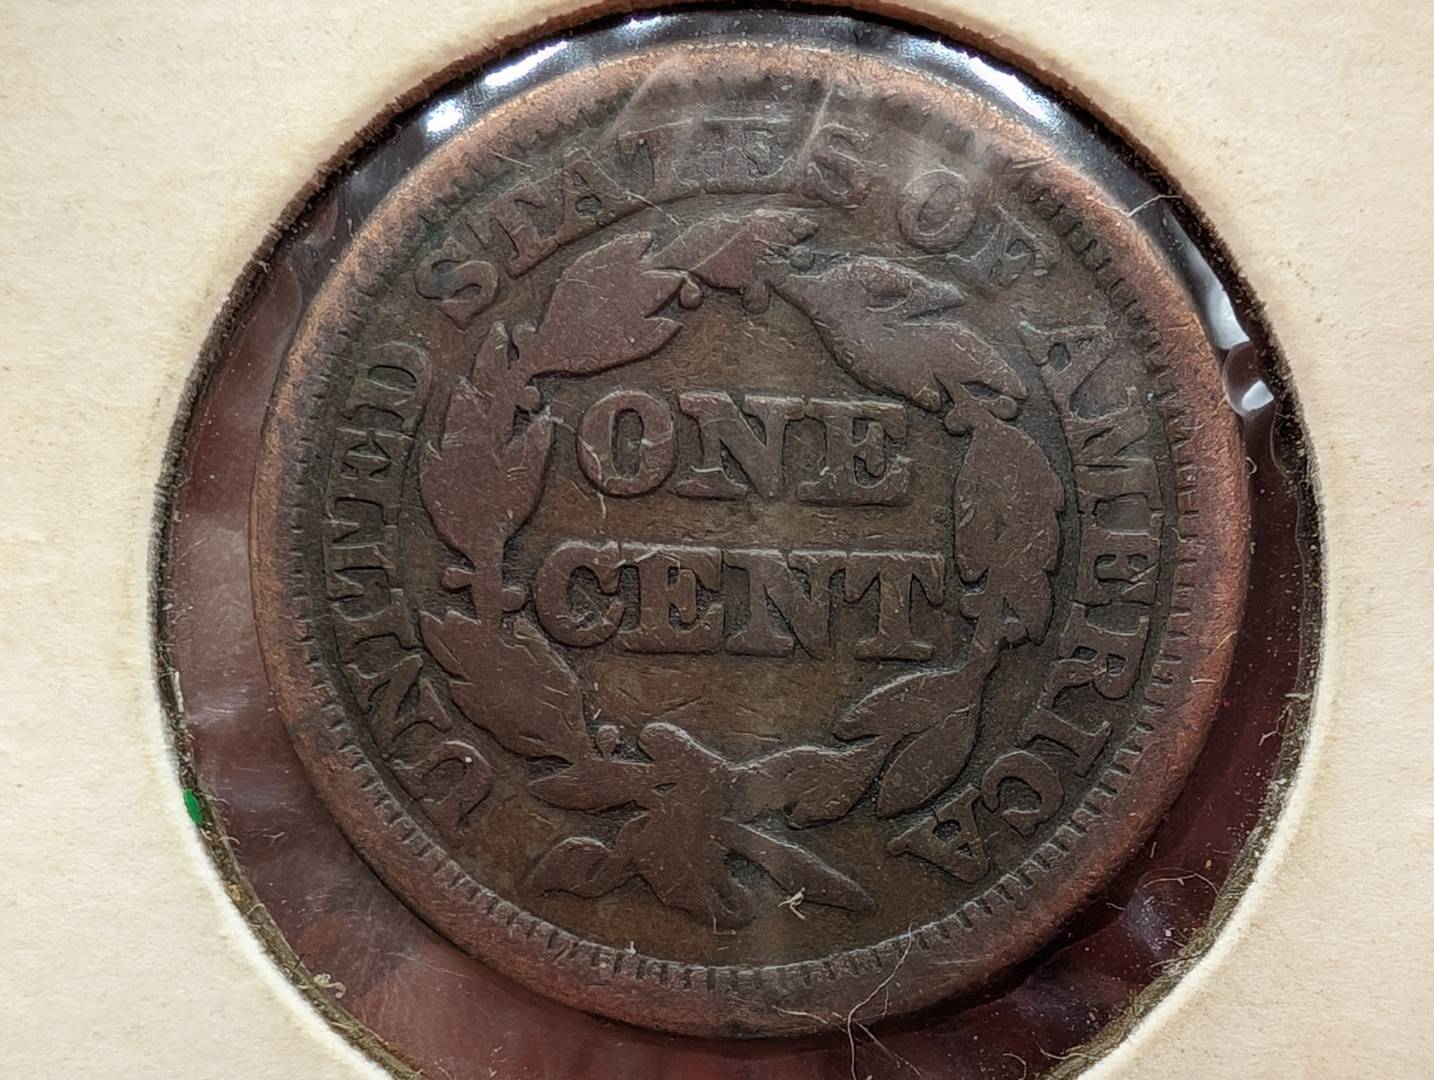 UNITED STATES OF AMERICA
ONE
CENT